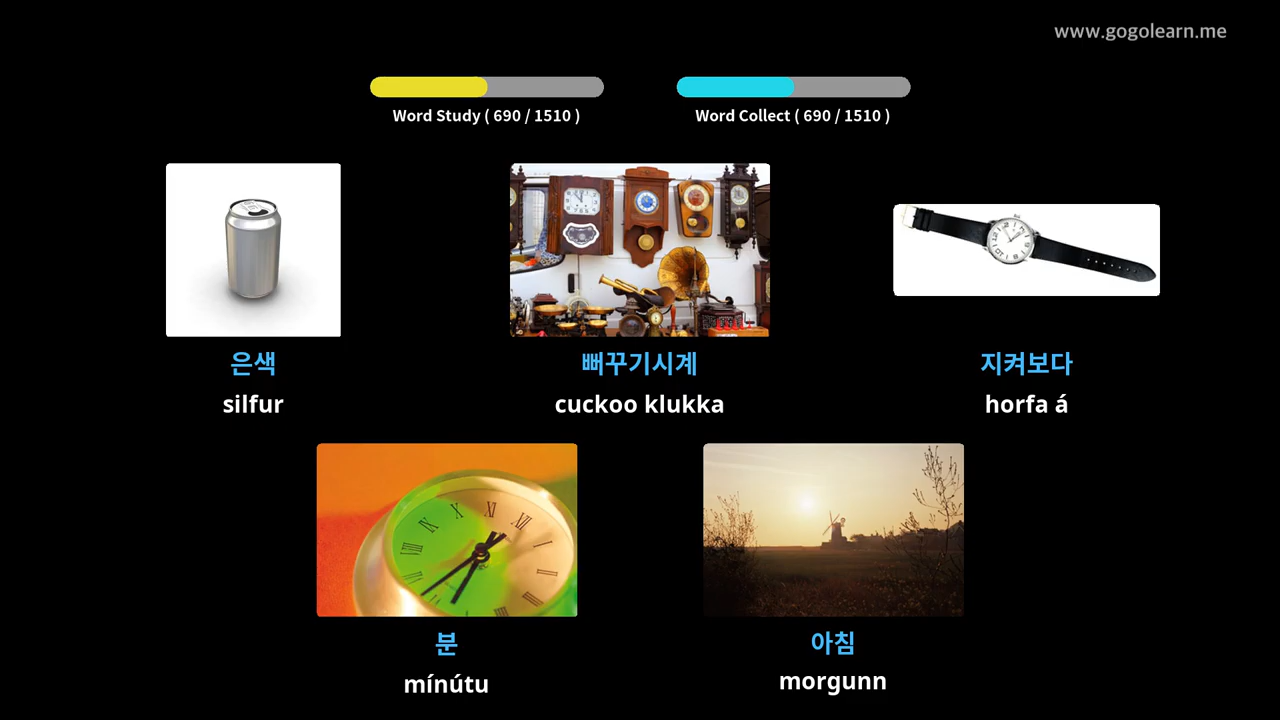 www.gogolearn.me
Word Study ( 690 / 1510 )
Word Collect ( 690 / 1510 )
은색
silfur
뻐꾸기시계
cuckoo klukka
지켜보다
horfa á
분
mínútu
아침
morgunn